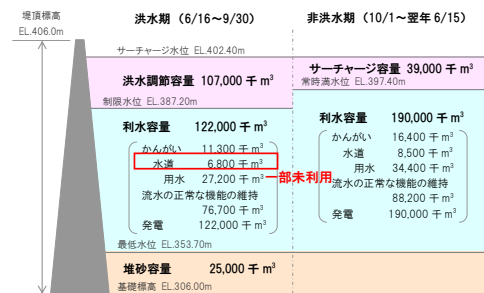 堤頂標高
EL.406.0m
洪水期（6/16～9/30）
非洪水期（10/1～翌年 6/15）
サーチャージ水位 EL.402.40m
洪水調節容量 107,000 千 m³
サーチャージ容量 39,000 千 m³
常時満水位 EL.397.40m
制限水位 EL.387.20m
利水容量 122,000 千 m³
かんがい 11,300 千 m³
水道 6,800 千 m³
用水 27,200 千 m³
一部未利用
流水の正常な機能の維持
76,700 千 m³
発電 122,000 千 m³
利水容量 190,000 千 m³
かんがい 16,400 千 m³
水道 8,500 千 m³
用水 34,400 千 m³
流水の正常な機能の維持
88,200 千 m³
発電 190,000 千 m³
最低水位 EL.353.70m
堆砂容量 25,000 千 m³
基礎標高 EL.306.00m